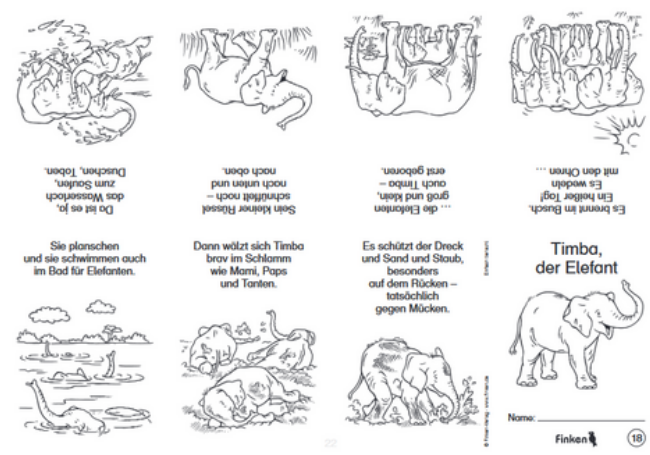 Timba,
der Elefant
Name:
Finken
18
Es brennt im Busch.
Ein heißer Tag!
Es wedeln
mit den Ohren ...
... die Elefanten
groß und klein,
auch Timba –
erst geboren.
Sein kleiner Rüssel
schnüffelt noch –
nach unten und
nach oben.
Da ist es ja,
das Wasserloch
zum Saufen,
Duschen, Toben.
Sie planschen
und sie schwimmen auch
im Bad für Elefanten.
Dann wälzt sich Timba
brav im Schlamm
wie Mami, Paps
und Tanten.
Es schützt der Dreck
und Sand und Staub,
besonders
auf dem Rücken –
tatsächlich
gegen Mücken.
22